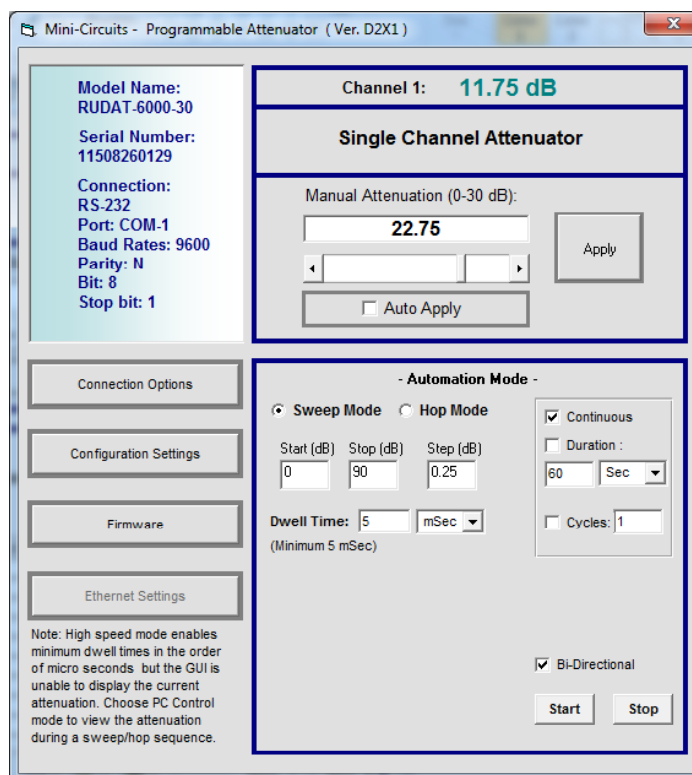 Mini-Circuits - Programmable Attenuator ( Ver. D2X1 )
Model Name:
RUDAT-6000-30
Serial Number:
11508260129
Connection:
RS-232
Port: COM-1
Baud Rates: 9600
Parity: N
Bit: 8
Stop bit: 1
Channel 1: 11.75 dB
Single Channel Attenuator
Manual Attenuation (0-30 dB):
22.75
Apply
Auto Apply
Connection Options
Configuration Settings
Firmware
Ethernet Settings
Note: High speed mode enables
minimum dwell times in the order
of micro seconds but the GUI is
unable to display the current
attenuation. Choose PC Control
mode to view the attenuation
during a sweep/hop sequence.
- Automation Mode -
Sweep Mode Hop Mode
Start (dB) Stop (dB) Step (dB)
0 90 0.25
Dwell Time: 5 mSec
(Minimum 5 mSec)
Continuous
Duration :
60 Sec
Cycles: 1
Bi-Directional
Start Stop